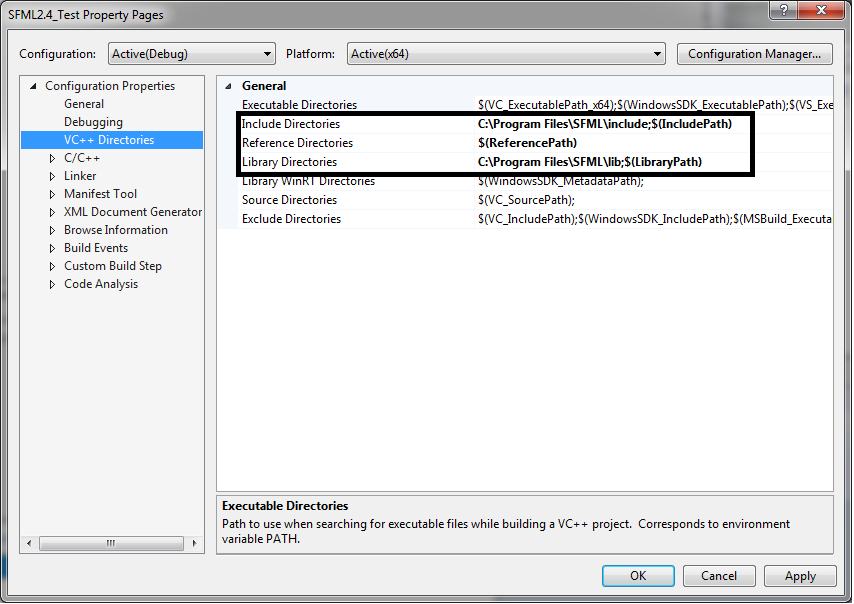 SFML2.4_Test Property Pages
Configuration: Active(Debug) Platform: Active(x64) Configuration Manager...
Configuration Properties
General
Debugging
VC++ Directories
C/C++
Linker
Manifest Tool
XML Document Generator
Browse Information
Build Events
Custom Build Step
Code Analysis
General
Executable Directories $(VC_ExecutablePath_x64);$(WindowsSDK_ExecutablePath);$(VS_Exe
Include Directories C:\Program Files\SFML\include;$(IncludePath)
Reference Directories $(ReferencePath)
Library Directories C:\Program Files\SFML\lib;$(LibraryPath)
Library WinRT Directories $(WindowsSDK_MetadataPath);
Source Directories $(VC_SourcePath);
Exclude Directories $(VC_IncludePath);$(WindowsSDK_IncludePath);$(MSBuild_Executa
Executable Directories
Path to use when searching for executable files while building a VC++ project. Corresponds to environment
variable PATH.
OK Cancel Apply